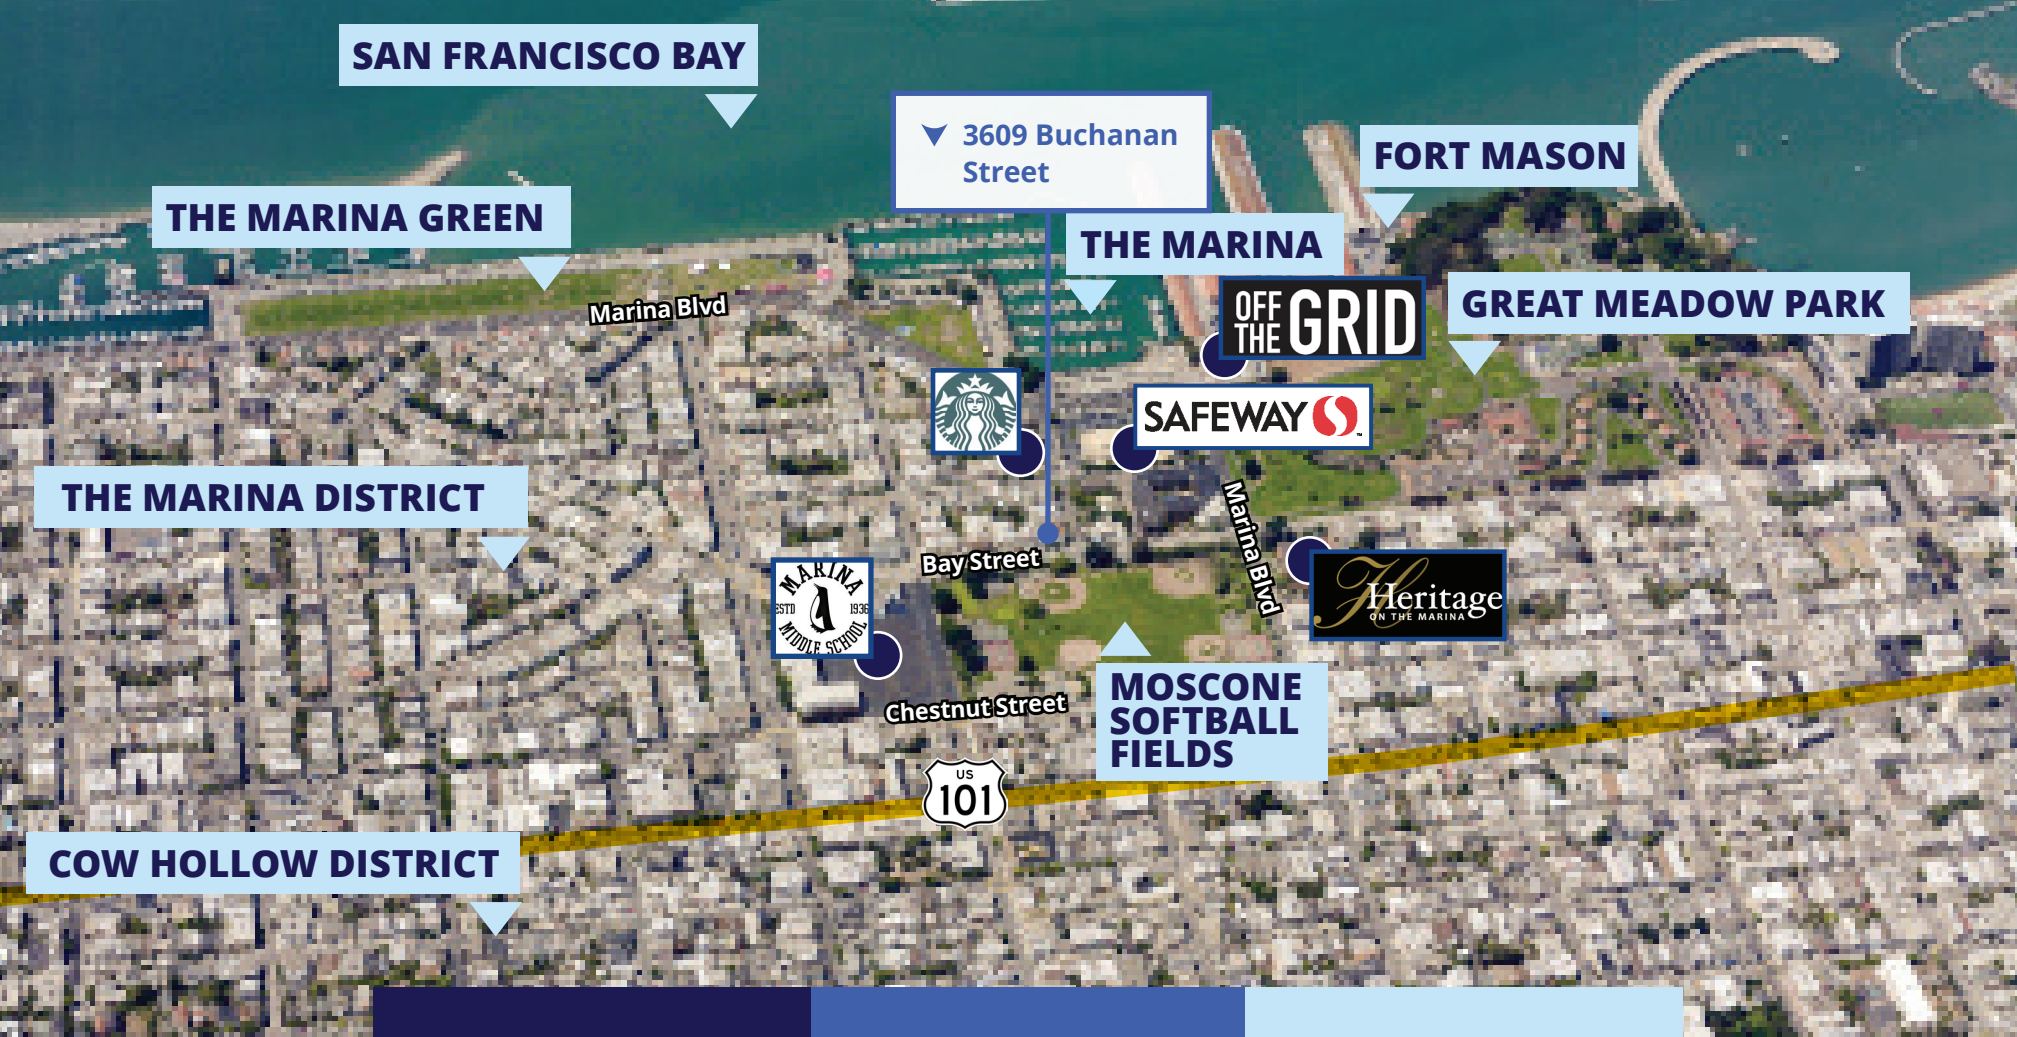 SAN FRANCISCO BAY
3609 Buchanan
Street
FORT MASON
THE MARINA GREEN
THE MARINA
Marina Blvd
OFF
THE
GRID
GREAT MEADOW PARK
SAFEWAY
THE MARINA DISTRICT
Marina Blvd
Bay Street
MARINA
ESTD 1936
MIDDLE SCHOOL
H
Heritage
ON THE MARINA
MOSCONE
SOFTBALL
FIELDS
Chestnut Street
US
101
COW HOLLOW DISTRICT